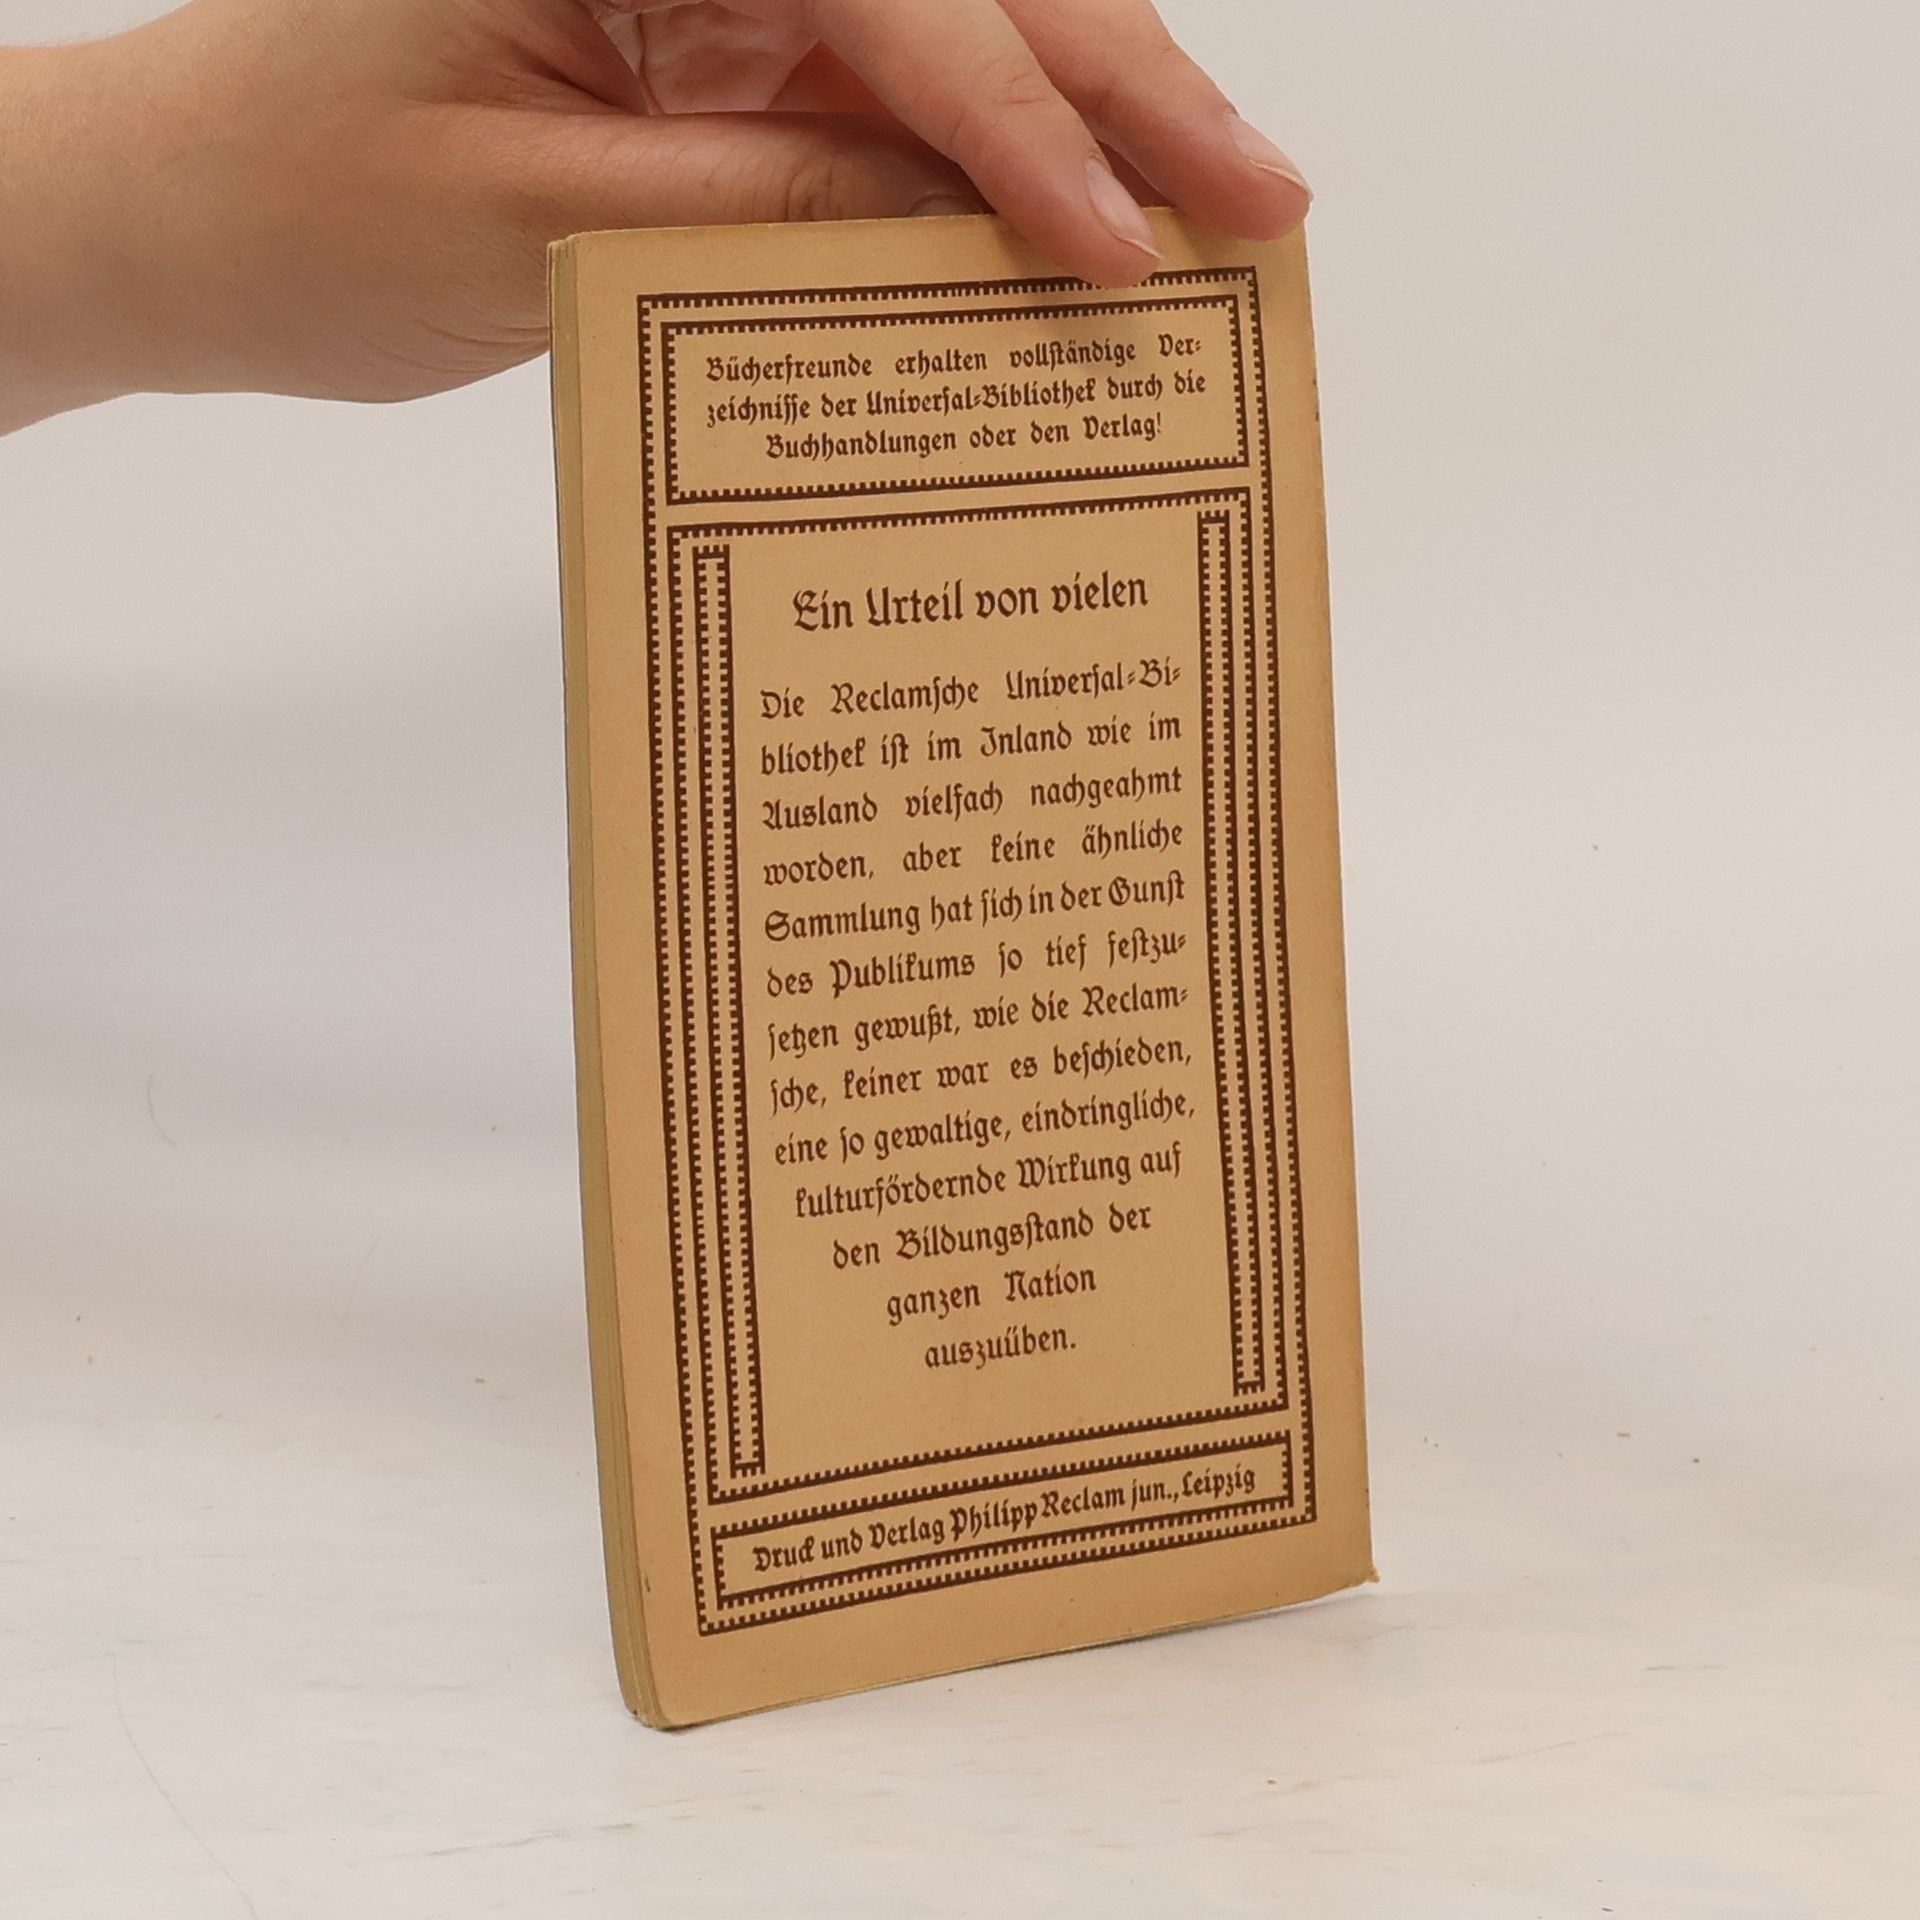 Bücherfreunde erhalten vollständige Ver-
zeichnisse der Universal-Bibliothek durch die
Buchhandlungen oder den Verlag!
Ein Urteil von vielen
Die Reclamsche Universal-Bi-
bliothek ist im Inland wie im
Ausland vielfach nachgeahmt
worden, aber keine ähnliche
Sammlung hat sich in der Gunst
des Publikums so tief festzu-
setzen gewußt, wie die Reclam-
sche, keiner war es beschieden,
eine so gewaltige, eindringliche,
kulturfördernde Wirkung auf
den Bildungsstand der
ganzen Nation
auszuüben.
Druck und Verlag Philipp Reclam jun., Leipzig